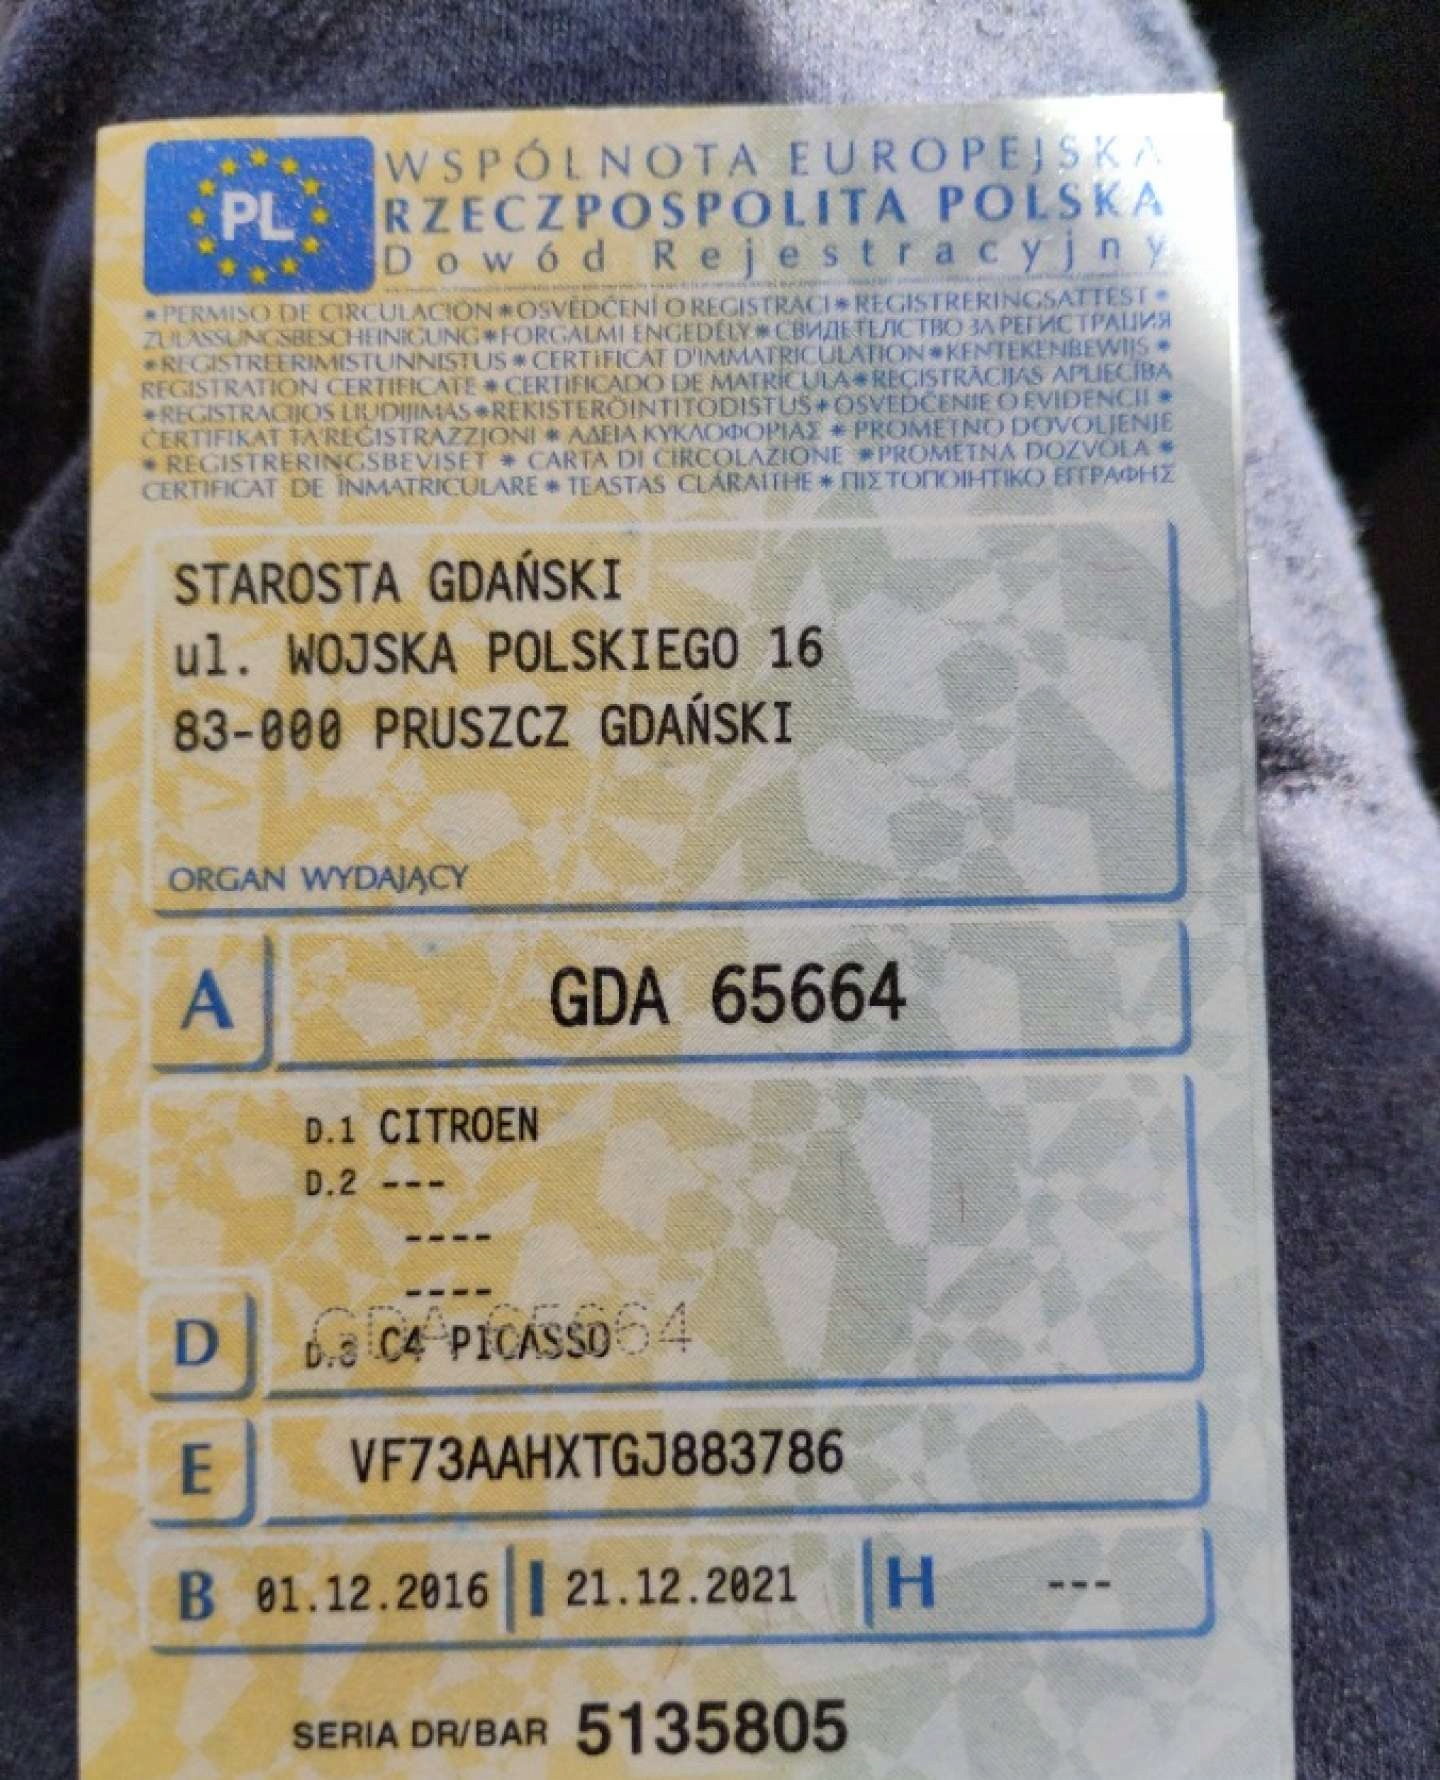 PL
WSPÓLNOTA EUROPEJSKA
RZECZPOSPOLITA POLSKA
Dowód Rejestracyjny
* PERMISO DE CIRCULACIÓN * OSVĚDČENÍ O REGISTRACI * REGISTRERINGSATTEST *
ZULASSUNGSBESCHEINIGUNG * FORGALMI ENGEDÉLY * СВИДЕТЕЛСТВО ЗА РЕГИСТРАЦИЯ
* REGISTREERIMISTUNNISTUS * CERTIFICAT D'IMMATRICULATION * KENTEKENBEWIJS *
REGISTRATION CERTIFICATE * CERTIFICADO DE MATRÍCULA * REĢISTRĀCIJAS APLIECĪBA
* REGISTRACIJOS LIUDIJIMAS * REKISTERÖINTITODISTUS * OSVEDČENIE O EVIDENCII *
ĊERTIFIKAT TA' REĠISTRAZZJONI * ΑΔΕΙΑ ΚΥΚΛΟΦΟΡΙΑΣ * PROMETNO DOVOLJENJE
* REGISTRERINGSBEVISET * CARTA DI CIRCOLAZIONE * PROMETNA DOZVOLA *
CERTIFICAT DE ÎNMATRICULARE * TEASTAS CLÁRAITHE * ΠΙΣΤΟΠΟΙΗΤΙΚΟ ΕΓΓΡΑΦΗΣ
STAROSTA GDAŃSKI
ul. WOJSKA POLSKIEGO 16
83-000 PRUSZCZ GDAŃSKI
ORGAN WYDAJĄCY
A GDA 65664
D.1 CITROEN
D.2 ---
----
----
GDA 65664
D D.3 C4 PICASSO
E VF73AAHXTGJ883786
B 01.12.2016 I 21.12.2021 H ---
SERIA DR/BAR 5135805